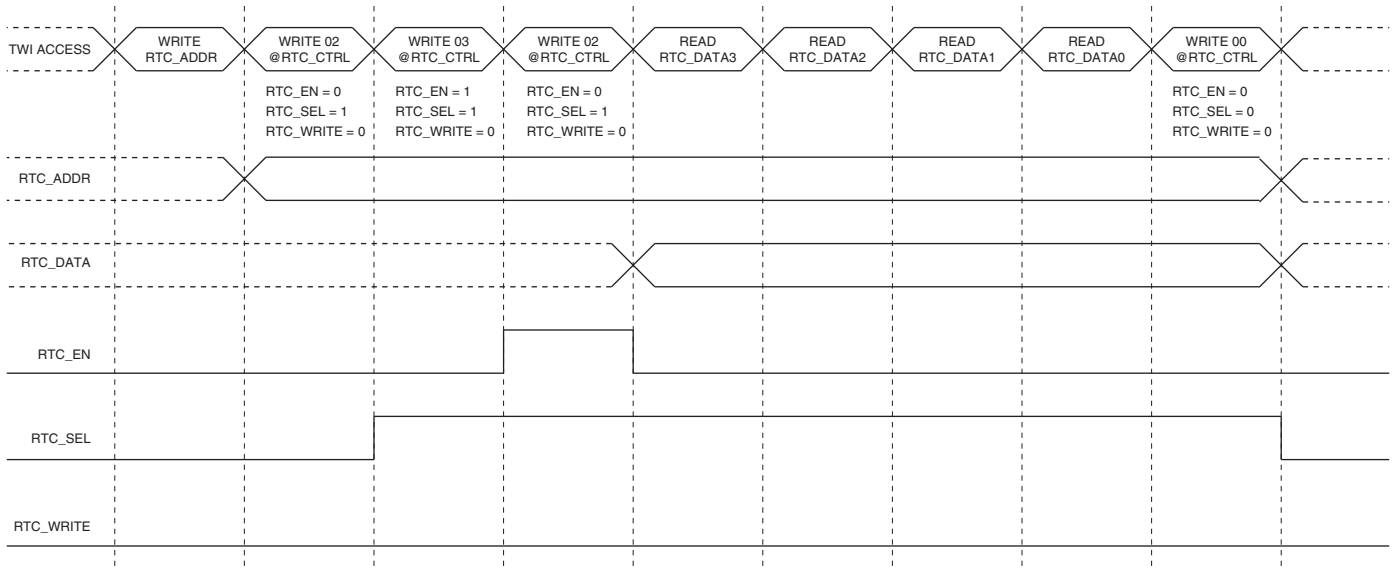 TWI ACCESS
WRITE
RTC_ADDR
WRITE 02
@RTC_CTRL
WRITE 03
@RTC_CTRL
WRITE 02
@RTC_CTRL
READ
RTC_DATA3
READ
RTC_DATA2
READ
RTC_DATA1
READ
RTC_DATA0
WRITE 00
@RTC_CTRL
RTC_EN = 0
RTC_SEL = 1
RTC_WRITE = 0
RTC_EN = 1
RTC_SEL = 1
RTC_WRITE = 0
RTC_EN = 0
RTC_SEL = 1
RTC_WRITE = 0
RTC_EN = 0
RTC_SEL = 0
RTC_WRITE = 0
RTC_ADDR
RTC_DATA
RTC_EN
RTC_SEL
RTC_WRITE